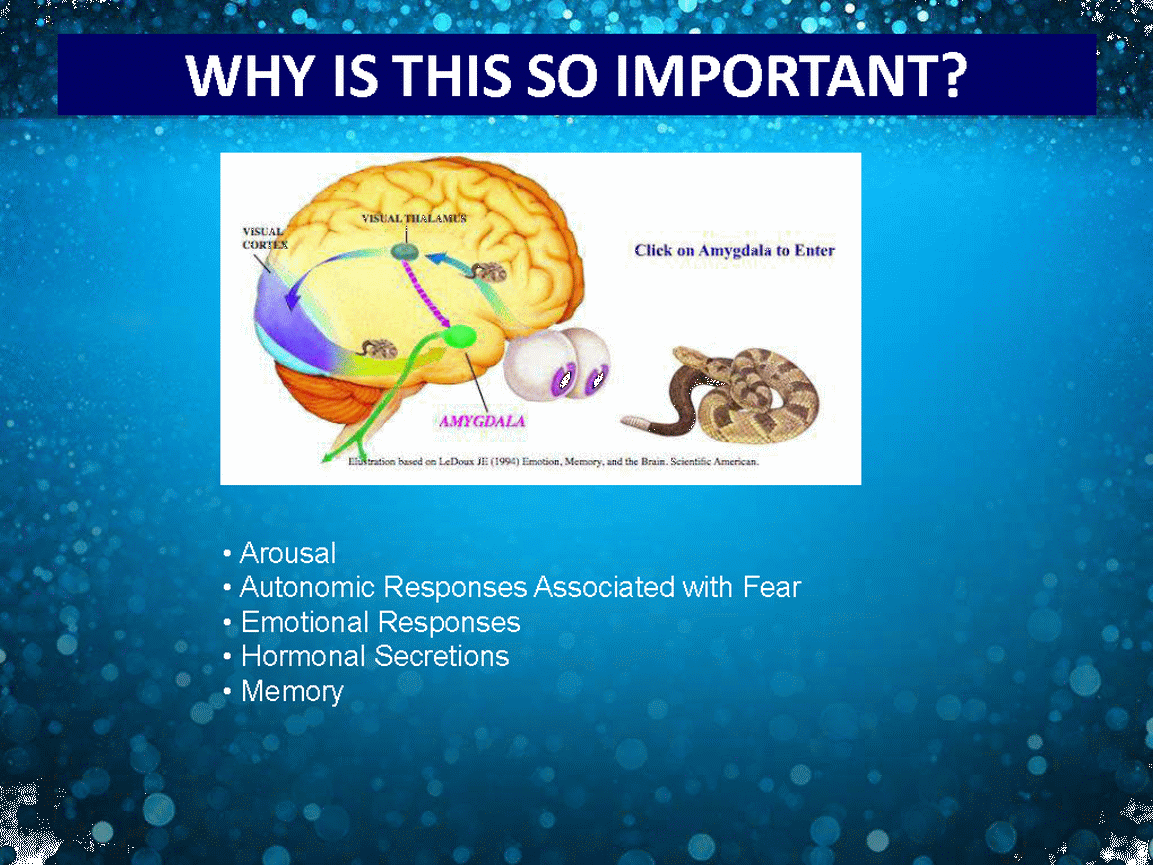 WHY IS THIS SO IMPORTANT?
VISUAL THALAMUS
VISUAL
CORTEX
Click on Amygdala to Enter
AMYGDALA
Illustration based on LeDoux JE (1994) Emotion, Memory, and the Brain. Scientific American.
• Arousal
• Autonomic Responses Associated with Fear
• Emotional Responses
• Hormonal Secretions
• Memory